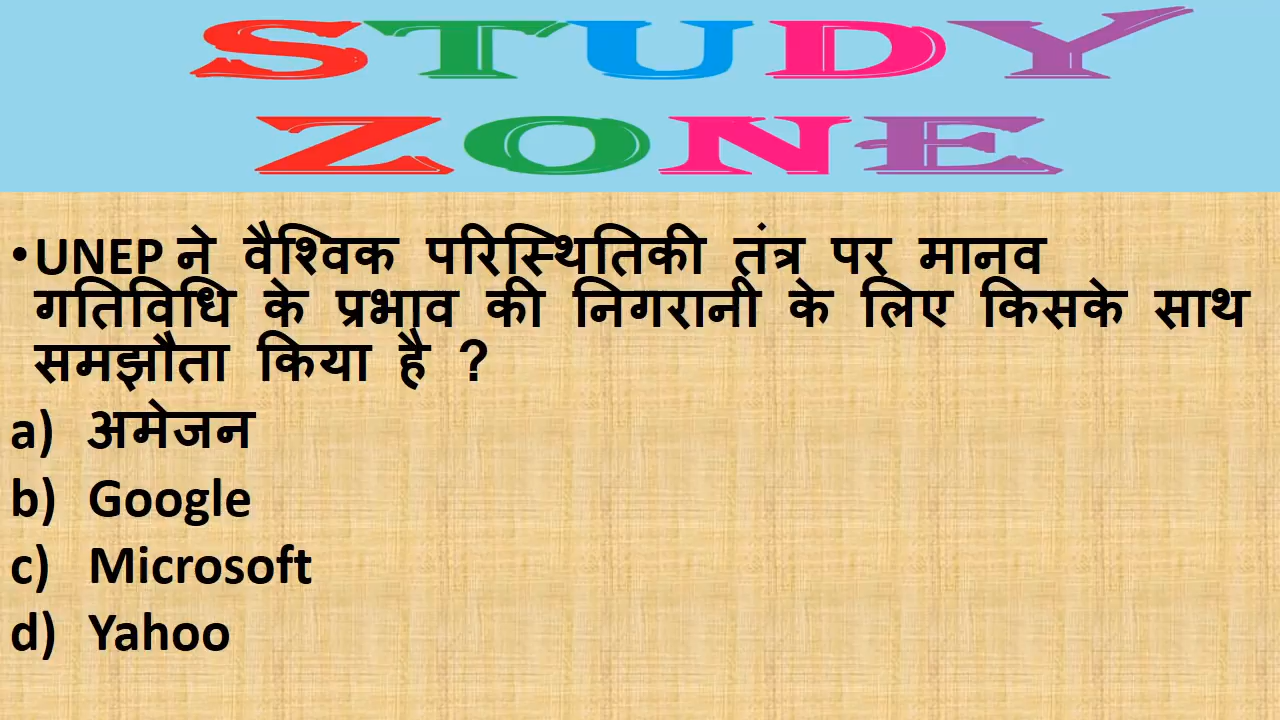 STUDY
ZONE
•UNEP ने वैश्विक परिस्थितिकी तंत्र पर मानव
गतिविधि के प्रभाव की निगरानी के लिए किसके साथ
समझौता किया है ?
a) अमेजन
b) Google
c) Microsoft
d) Yahoo